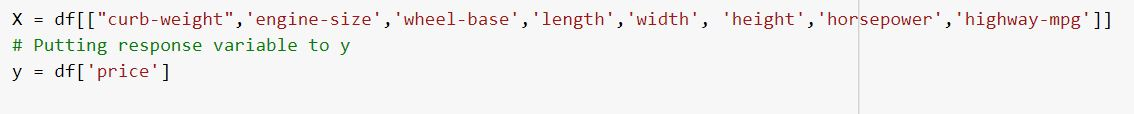 X = df[["curb-weight",'engine-size','wheel-base','length','width', 'height','horsepower','highway-mpg']]
# Putting response variable to y
y = df['price']